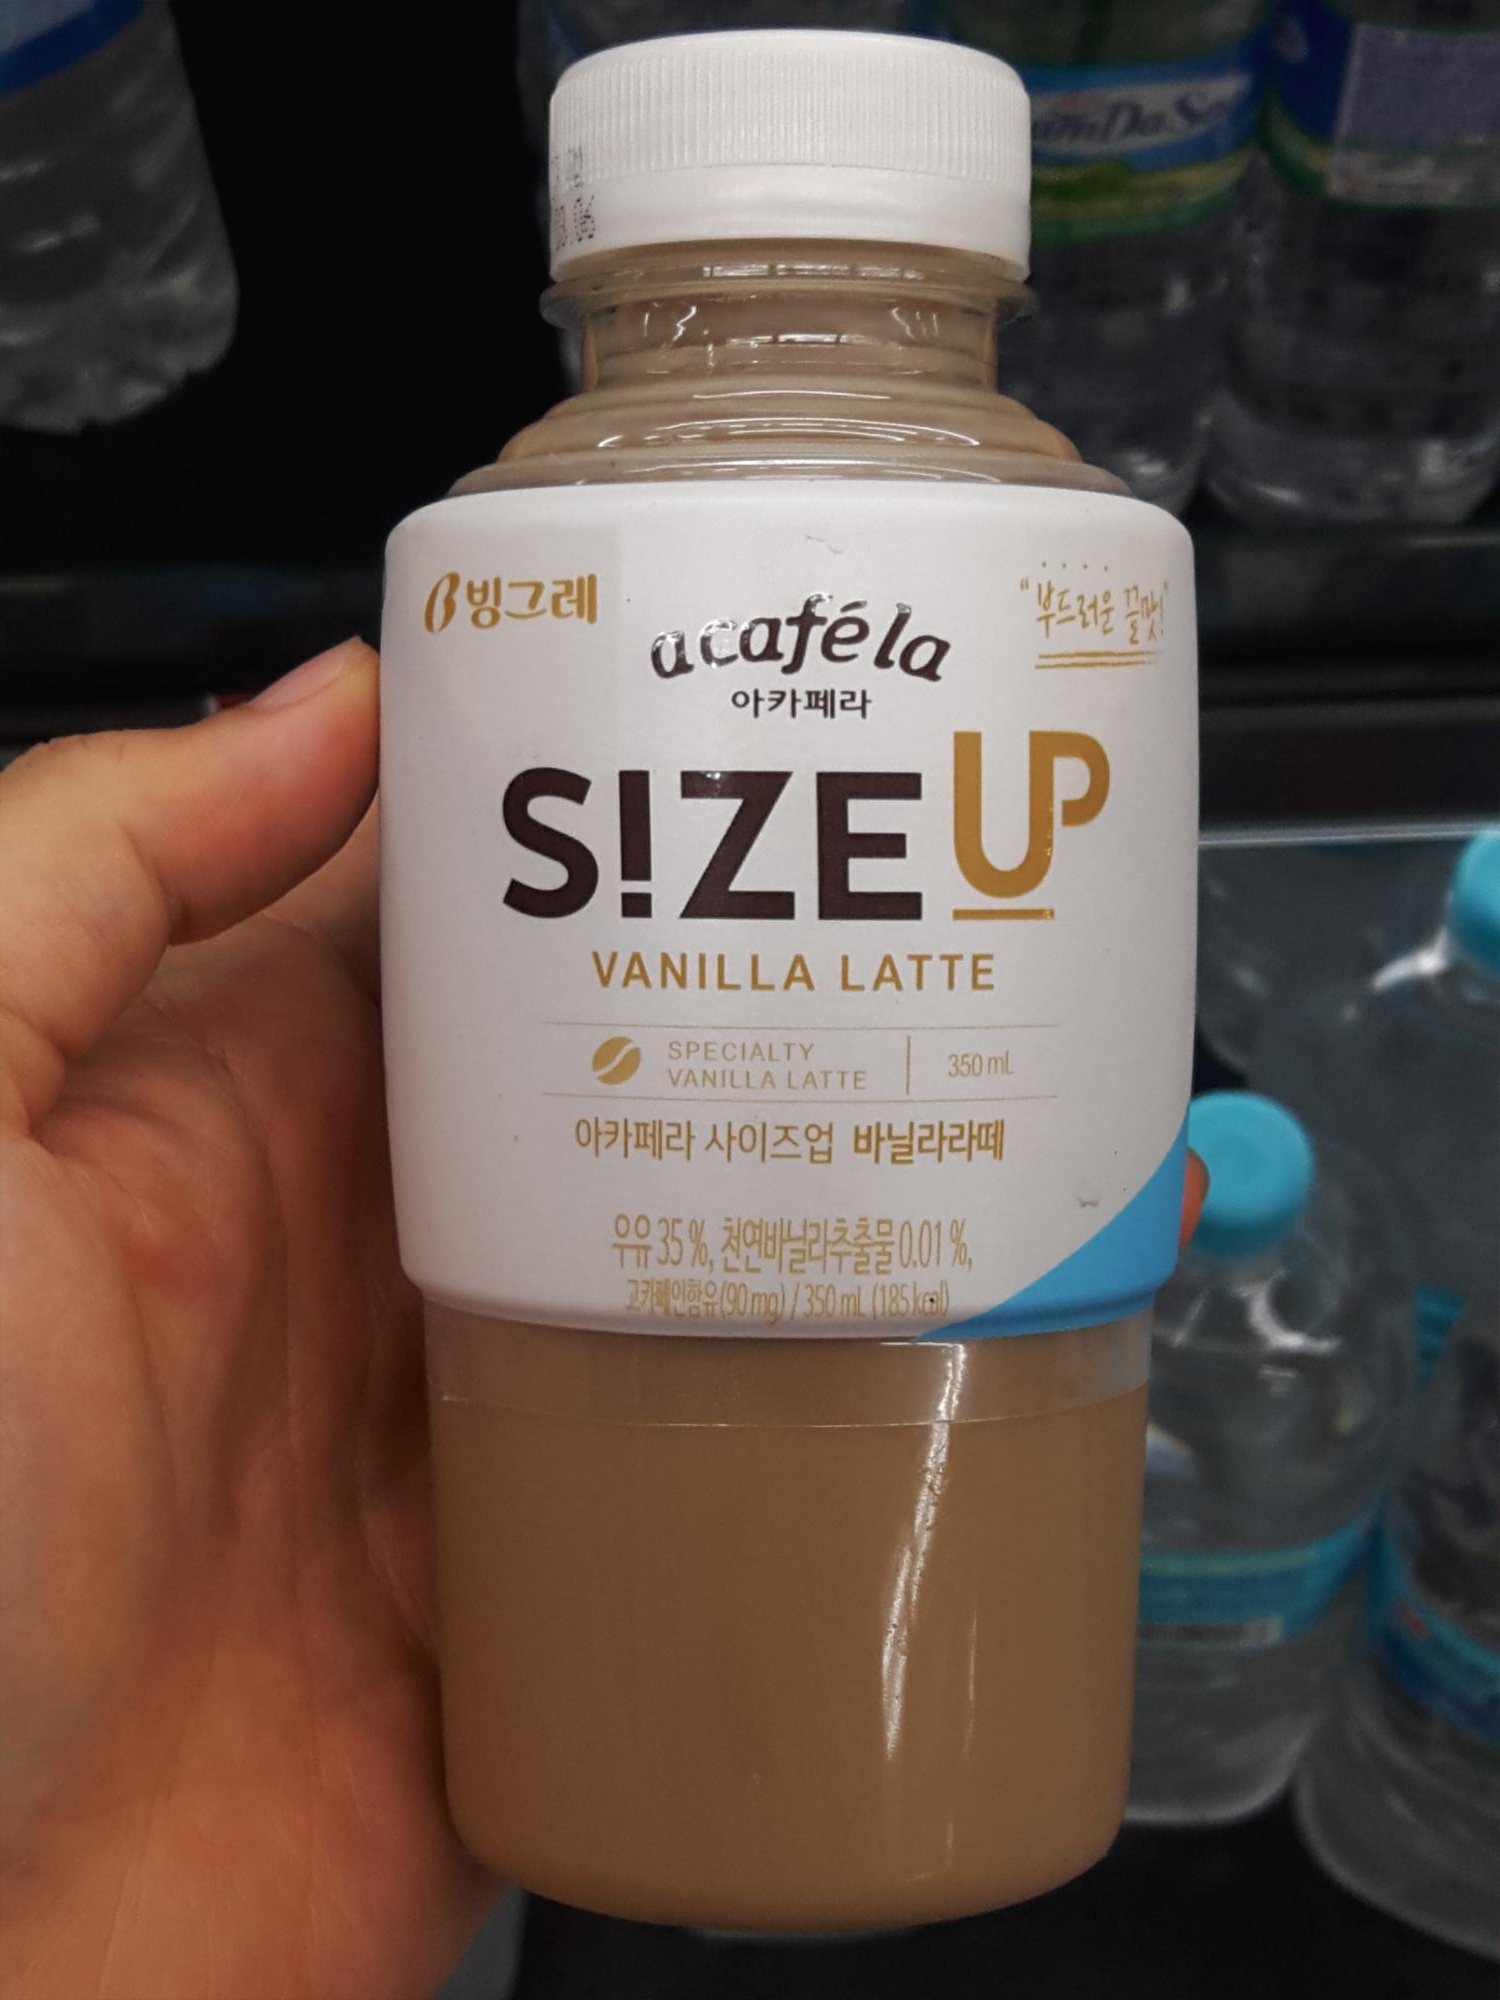 빙그레
acafé la
아카페라
"부드러운 끝맛!"
S!ZE UP
VANILLA LATTE
SPECIALTY
VANILLA LATTE
350 mL
아카페라 사이즈업 바닐라라떼
우유 35 %, 천연바닐라추출물 0.01 %,
고카페인함유 (90 mg) / 350 mL (185 kcal)